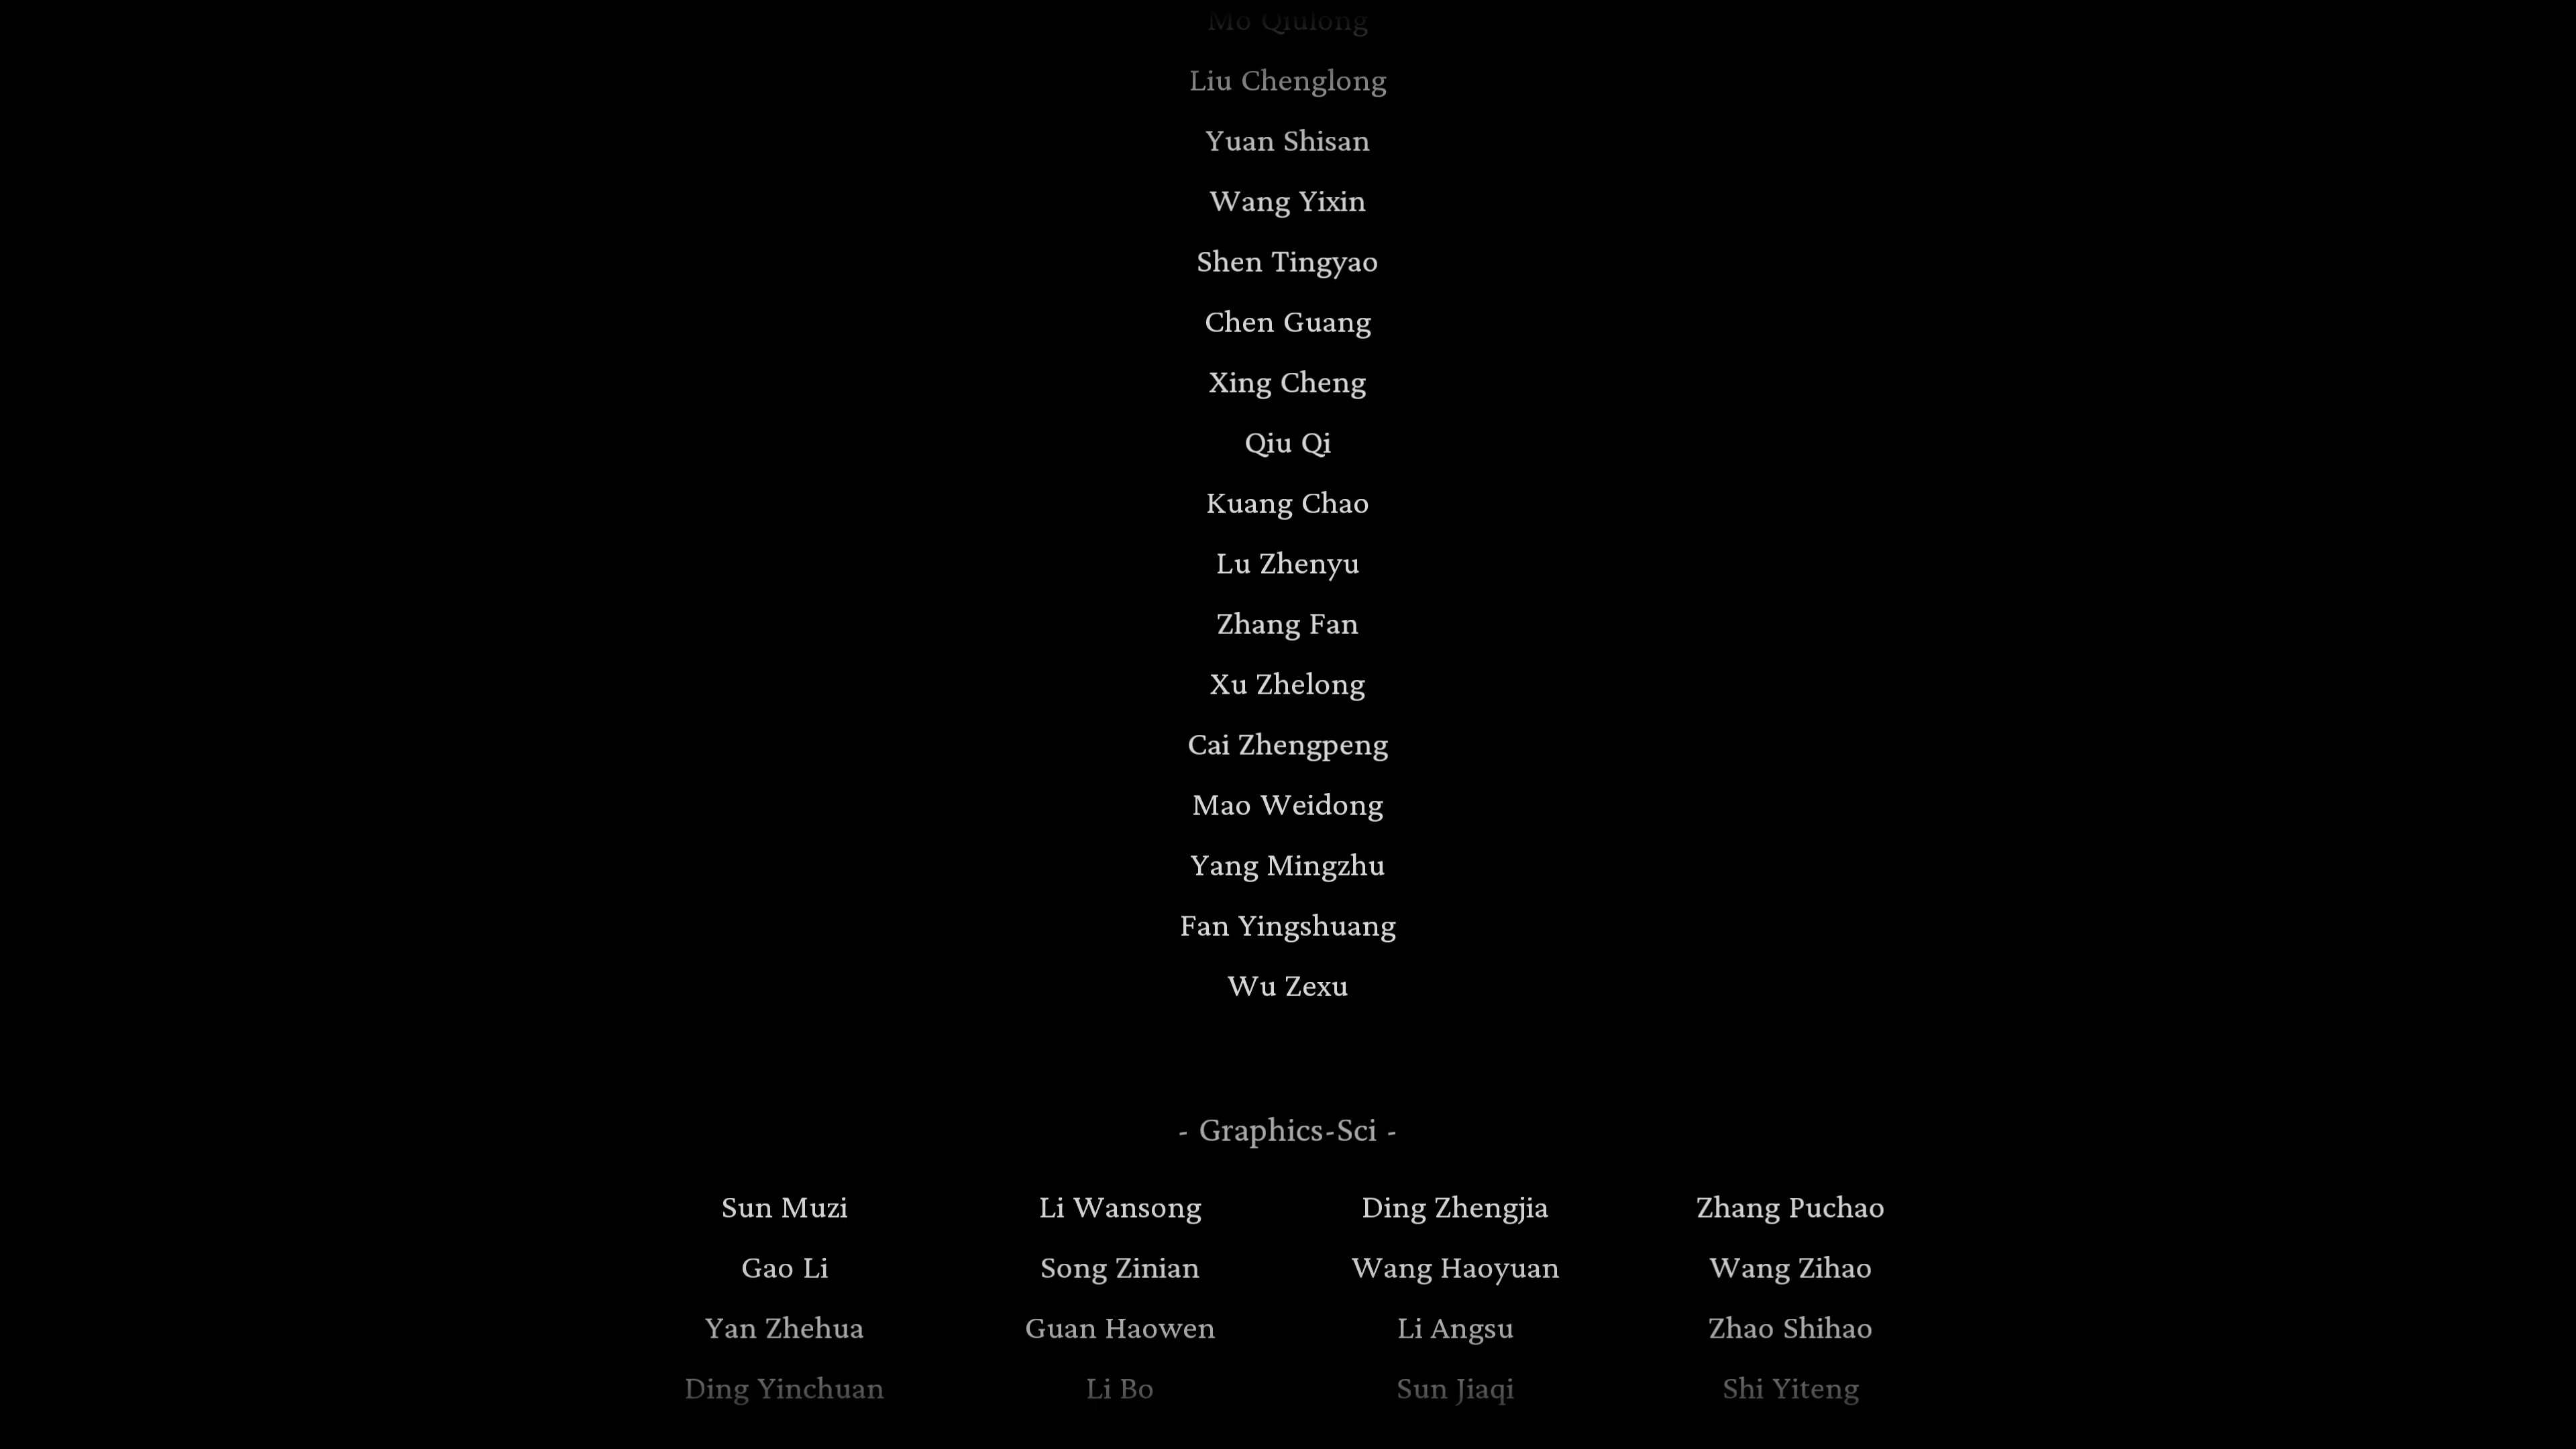 Mo Qiulong
Liu Chenglong
Yuan Shisan
Wang Yixin
Shen Tingyao
Chen Guang
Xing Cheng
Qiu Qi
Kuang Chao
Lu Zhenyu
Zhang Fan
Xu Zhelong
Cai Zhengpeng
Mao Weidong
Yang Mingzhu
Fan Yingshuang
Wu Zexu
- Graphics-Sci -
Sun Muzi Li Wansong Ding Zhengjia Zhang Puchao
Gao Li Song Zinian Wang Haoyuan Wang Zihao
Yan Zhehua Guan Haowen Li Angsu Zhao Shihao
Ding Yinchuan Li Bo Sun Jiaqi Shi Yiteng